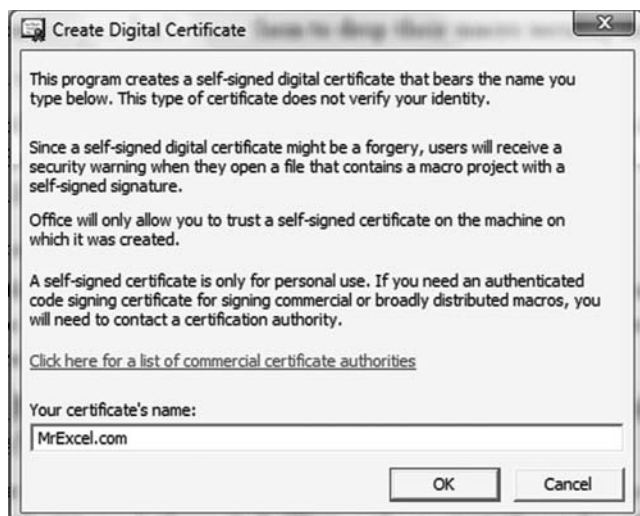 Create Digital Certificate
This program creates a self-signed digital certificate that bears the name you
type below. This type of certificate does not verify your identity.
Since a self-signed digital certificate might be a forgery, users will receive a
security warning when they open a file that contains a macro project with a
self-signed signature.
Office will only allow you to trust a self-signed certificate on the machine on
which it was created.
A self-signed certificate is only for personal use. If you need an authenticated
code signing certificate for signing commercial or broadly distributed macros, you
will need to contact a certification authority.
Click here for a list of commercial certificate authorities
Your certificate's name:
MrExcel.com
OK Cancel